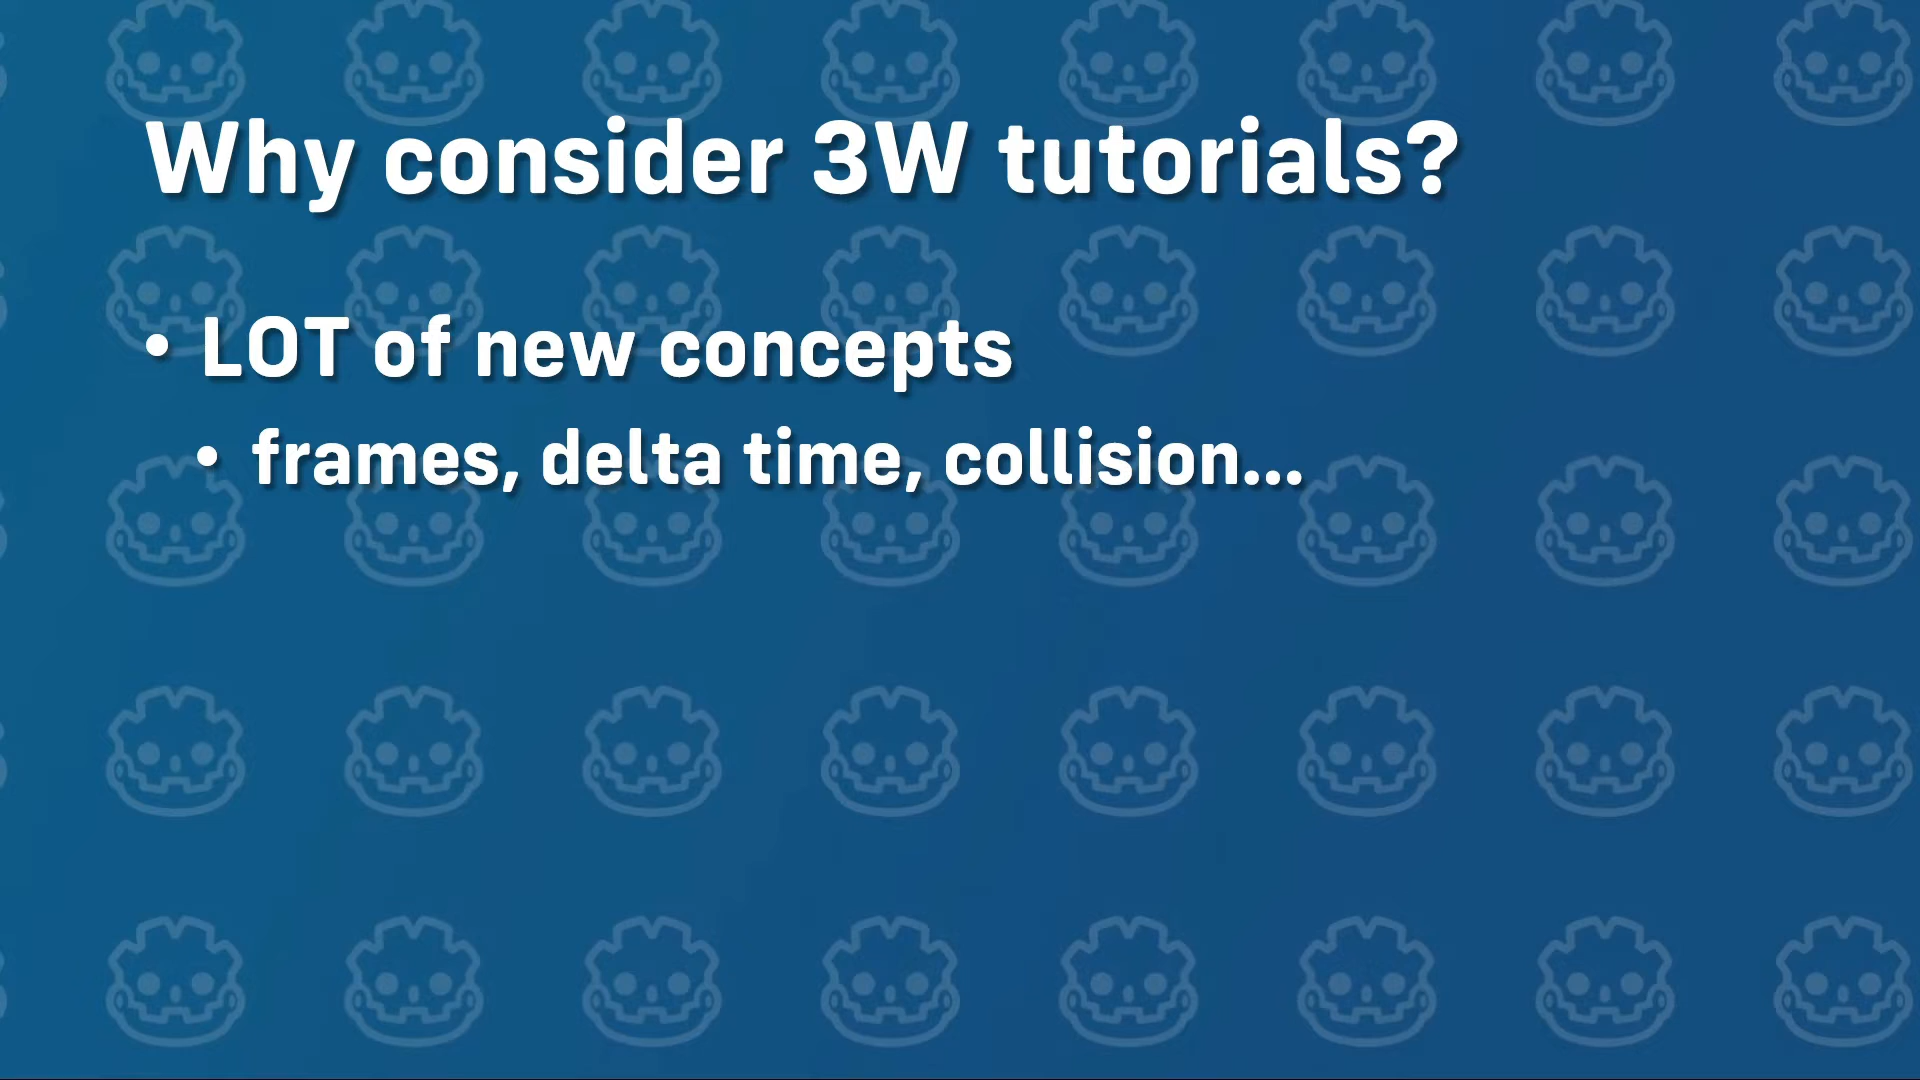 Why consider 3W tutorials?
• LOT of new concepts
• frames, delta time, collision...